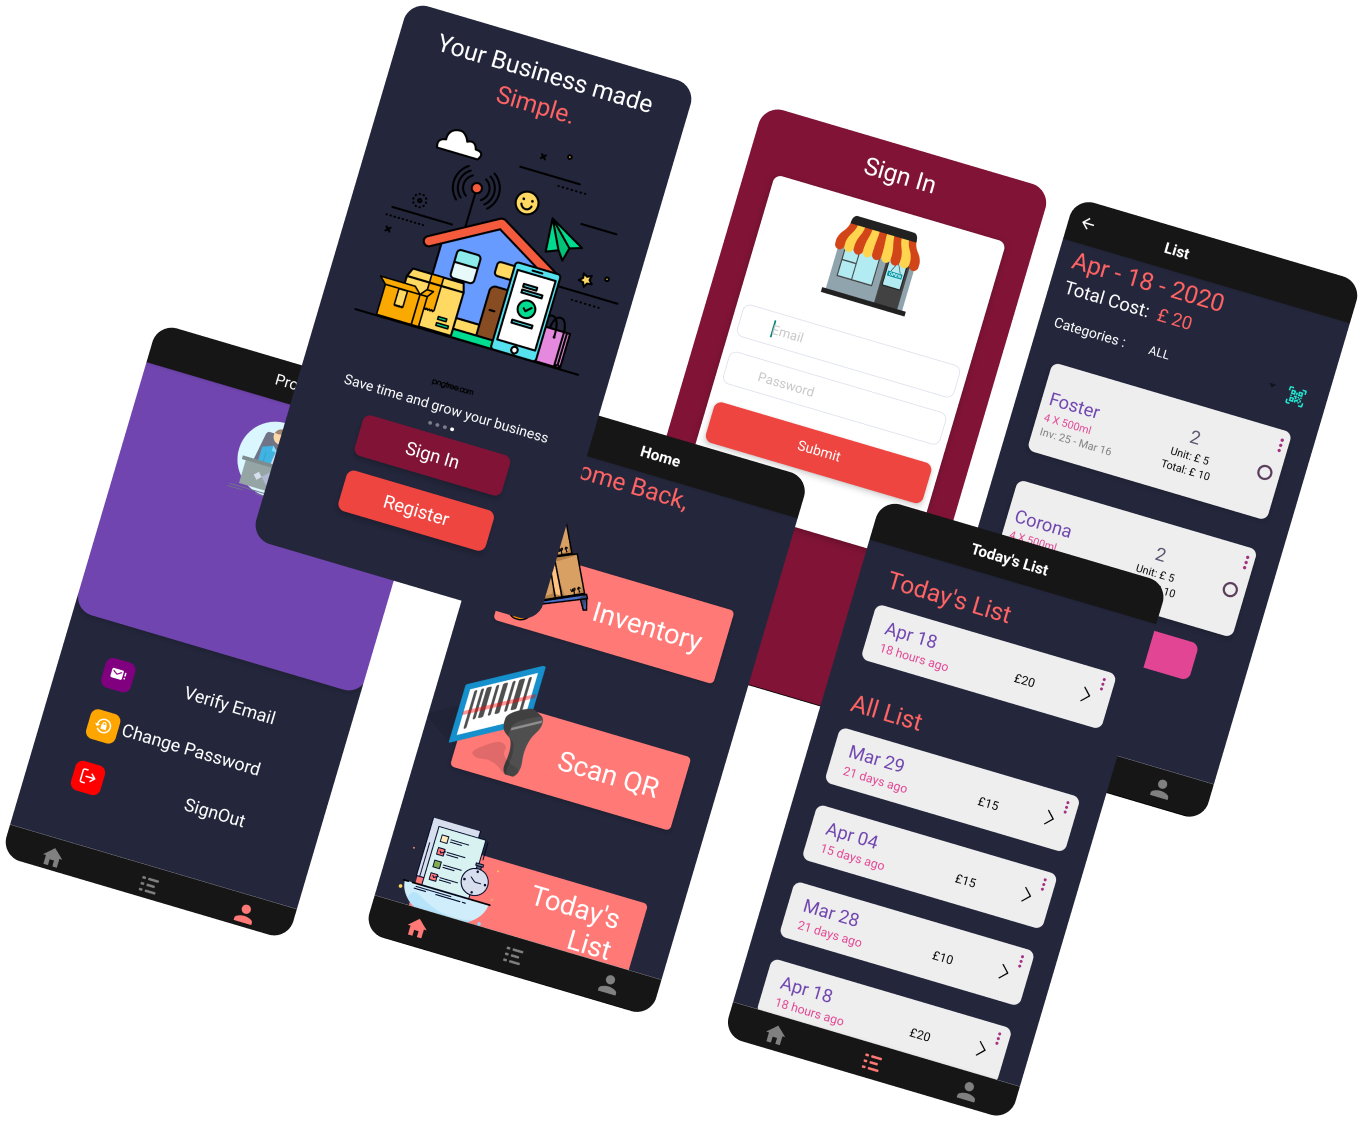 Your Business made
Simple.
pngtree.com
Save time and grow your business
Sign In
Register
Sign In
Email
Password
Submit
List
Apr - 18 - 2020
Total Cost: £ 20
Categories : ALL
Foster
4 X 500ml
Inv: 25 - Mar 16
2
Unit: £ 5
Total: £ 10
Corona
4 X 500ml
2
Unit: £ 5
10
Verify Email
Change Password
SignOut
Home
ome Back,
Inventory
Scan QR
Today's
List
Today's List
Today's List
Apr 18
18 hours ago
£20
All List
Mar 29
21 days ago
£15
Apr 04
15 days ago
£15
Mar 28
21 days ago
£10
Apr 18
18 hours ago
£20